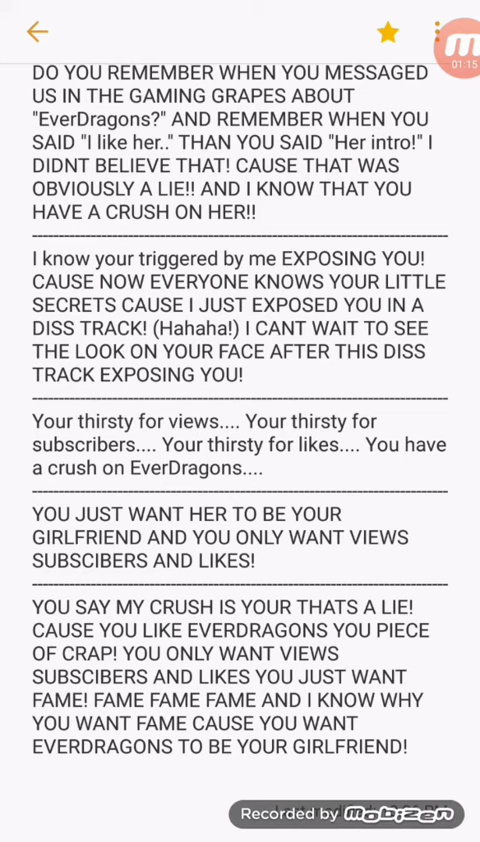 01:15
DO YOU REMEMBER WHEN YOU MESSAGED
US IN THE GAMING GRAPES ABOUT
"EverDragons?" AND REMEMBER WHEN YOU
SAID "I like her.." THAN YOU SAID "Her intro!" I
DIDNT BELIEVE THAT! CAUSE THAT WAS
OBVIOUSLY A LIE!! AND I KNOW THAT YOU
HAVE A CRUSH ON HER!!
I know your triggered by me EXPOSING YOU!
CAUSE NOW EVERYONE KNOWS YOUR LITTLE
SECRETS CAUSE I JUST EXPOSED YOU IN A
DISS TRACK! (Hahaha!) I CANT WAIT TO SEE
THE LOOK ON YOUR FACE AFTER THIS DISS
TRACK EXPOSING YOU!
Your thirsty for views.... Your thirsty for
subscribers.... Your thirsty for likes.... You have
a crush on EverDragons....
YOU JUST WANT HER TO BE YOUR
GIRLFRIEND AND YOU ONLY WANT VIEWS
SUBSCIBERS AND LIKES!
YOU SAY MY CRUSH IS YOUR THATS A LIE!
CAUSE YOU LIKE EVERDRAGONS YOU PIECE
OF CRAP! YOU ONLY WANT VIEWS
SUBSCIBERS AND LIKES YOU JUST WANT
FAME! FAME FAME FAME AND I KNOW WHY
YOU WANT FAME CAUSE YOU WANT
EVERDRAGONS TO BE YOUR GIRLFRIEND!
Recorded by mobizen